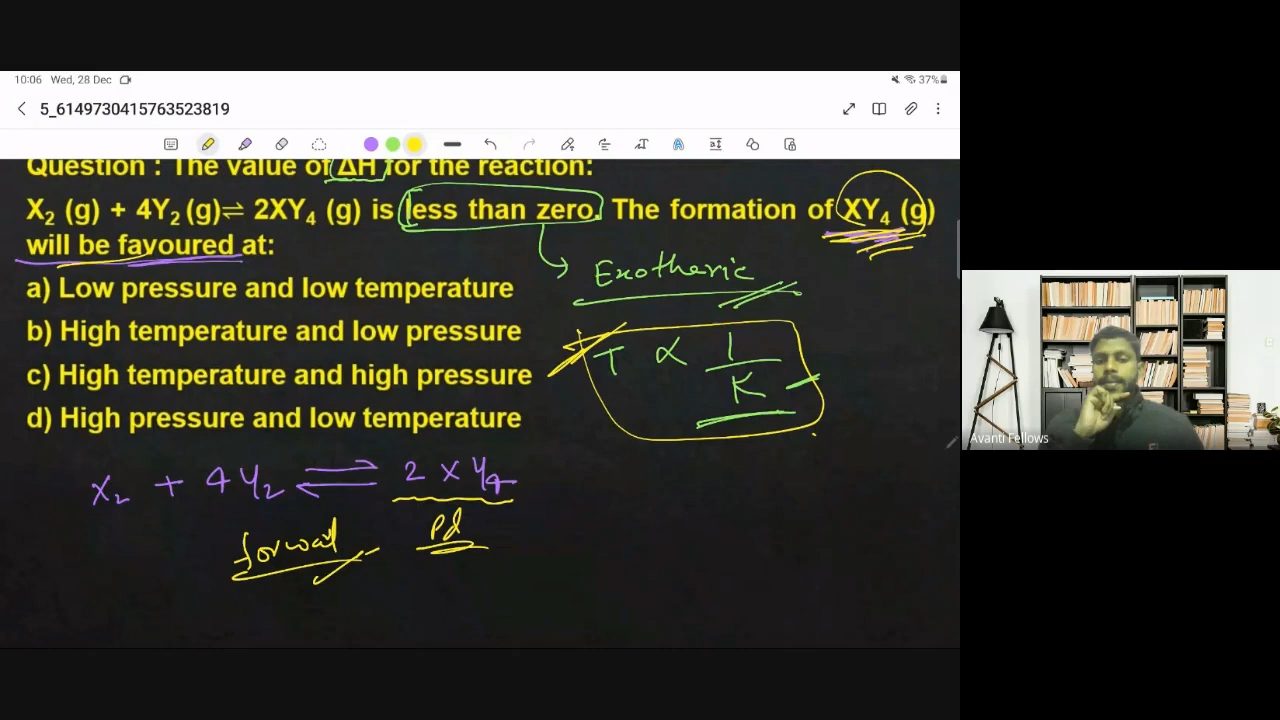 10:06 Wed, 28 Dec
37%
5_6149730415763523819
Question : The value of ΔH for the reaction:
X₂ (g) + 4Y₂ (g)⇌ 2XY₄ (g) is less than zero. The formation of XY₄ (g)
will be favoured at:
Exotheric
a) Low pressure and low temperature
b) High temperature and low pressure
T ∝ 1/K
c) High temperature and high pressure
d) High pressure and low temperature
Avanti Fellows
X₂ + 4Y₂ ⇌ 2XY₄
forwad
Pd